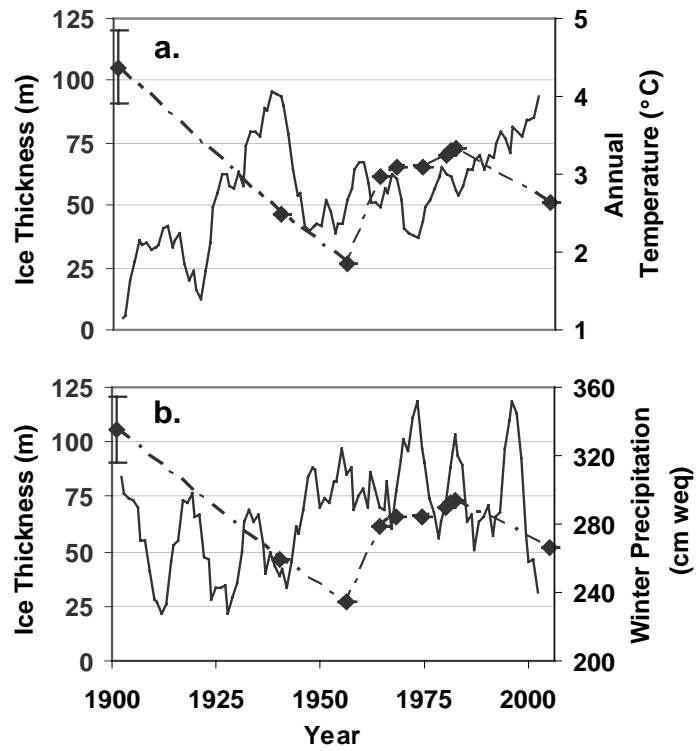 125
100
75
50
25
0
Ice Thickness (m)
a.
5
4
3
2
1
Annual
Temperature (°C)
125
100
75
50
25
0
Ice Thickness (m)
b.
360
320
280
240
200
Winter Precipitation
(cm weq)
1900 1925 1950 1975 2000
Year